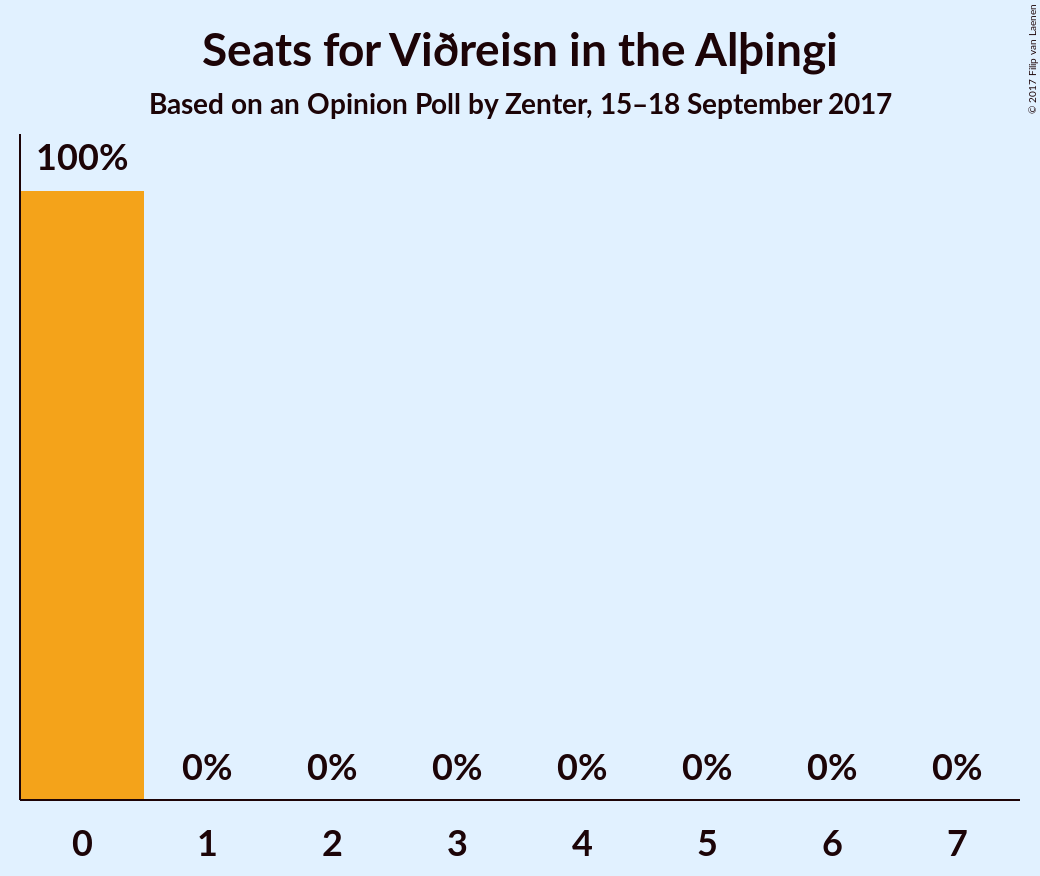 Seats for Viðreisn in the Alþingi
Based on an Opinion Poll by Zenter, 15–18 September 2017
© 2017 Filip van Laenen
100%
0% 0% 0% 0% 0% 0% 0%
0 1 2 3 4 5 6 7